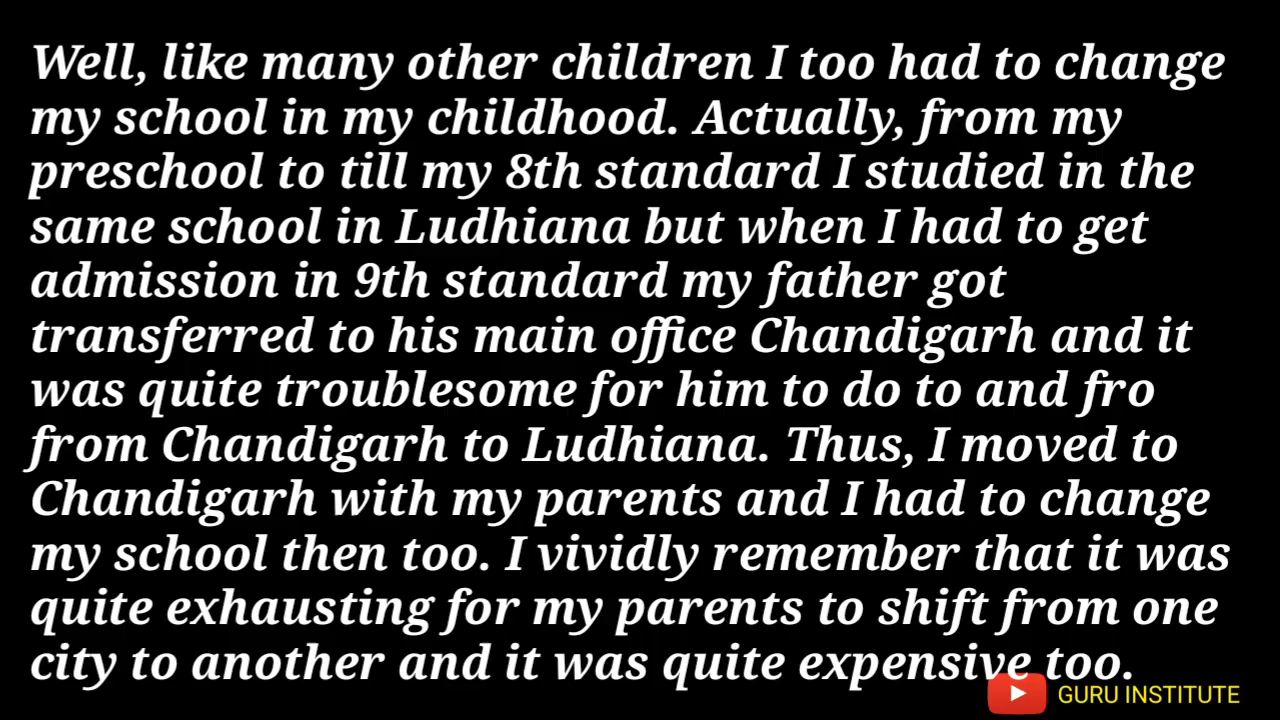 Well, like many other children I too had to change
my school in my childhood. Actually, from my
preschool to till my 8th standard I studied in the
same school in Ludhiana but when I had to get
admission in 9th standard my father got
transferred to his main office Chandigarh and it
was quite troublesome for him to do to and fro
from Chandigarh to Ludhiana. Thus, I moved to
Chandigarh with my parents and I had to change
my school then too. I vividly remember that it was
quite exhausting for my parents to shift from one
city to another and it was quite expensive too.
GURU INSTITUTE